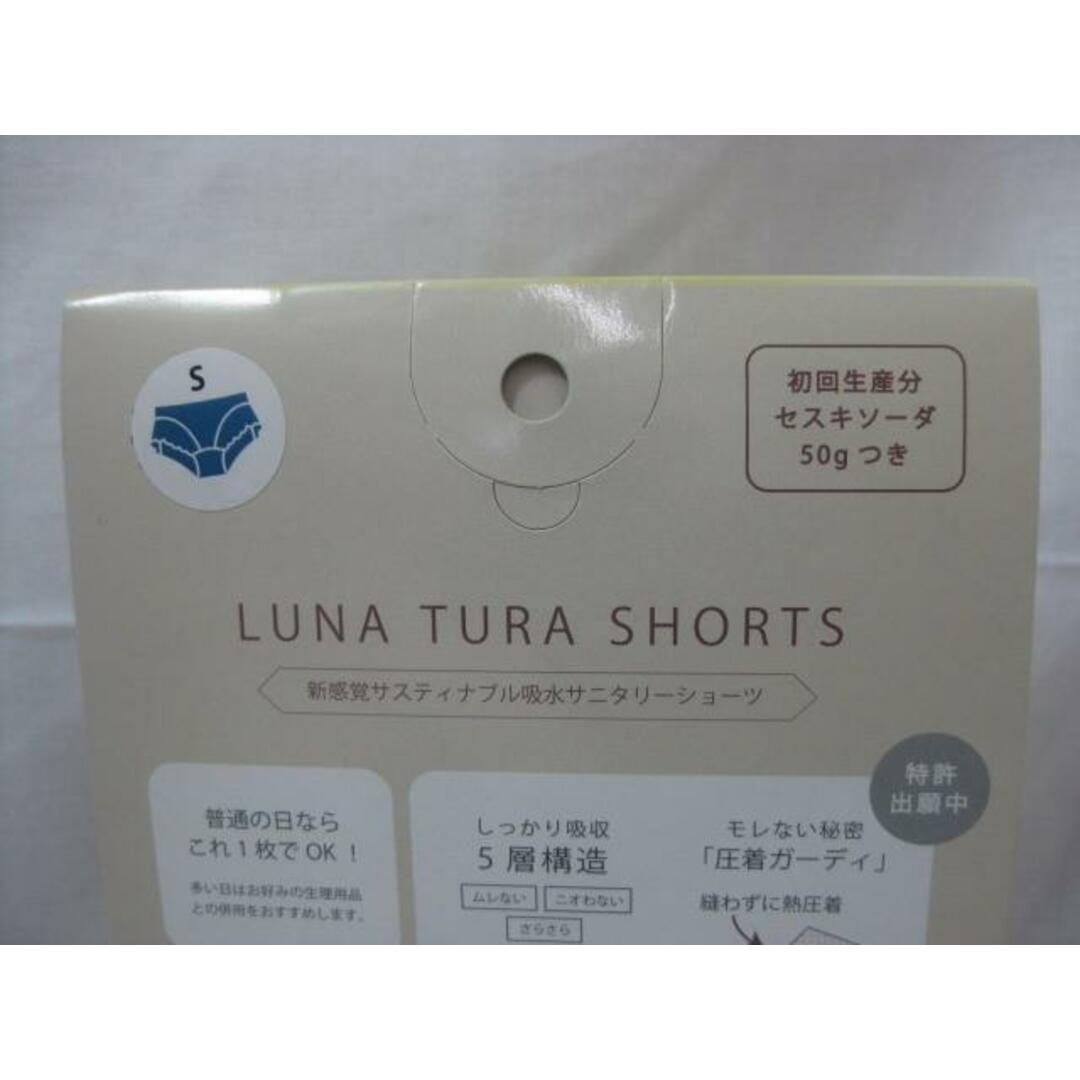 S
初回生産分
セスキソーダ
50gつき
LUNA TURA SHORTS
新感覚サスティナブル吸水サニタリーショーツ
特許
出願中
普通の日なら
これ1枚でOK!
多い日はお好みの生理用品
との併用をおすすめします。
しっかり吸収
5層構造
ムレない
ニオわない
さらさら
モレない秘密
「圧着ガーディ」
縫わずに熱圧着